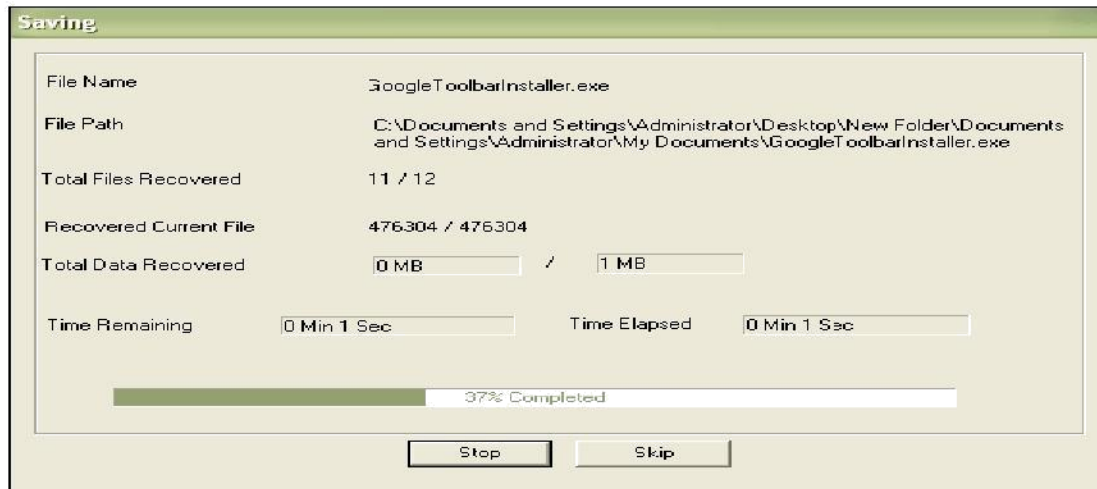 Saving
File Name GoogleToolbarInstaller.exe
File Path C:\Documents and Settings\Administrator\Desktop\New Folder\Documents
and Settings\Administrator\My Documents\GoogleToolbarInstaller.exe
Total Files Recovered 11 / 12
Recovered Current File 476304 / 476304
Total Data Recovered 0 MB / 1 MB
Time Remaining 0 Min 1 Sec Time Elapsed 0 Min 1 Sec
37% Completed
Stop Skip